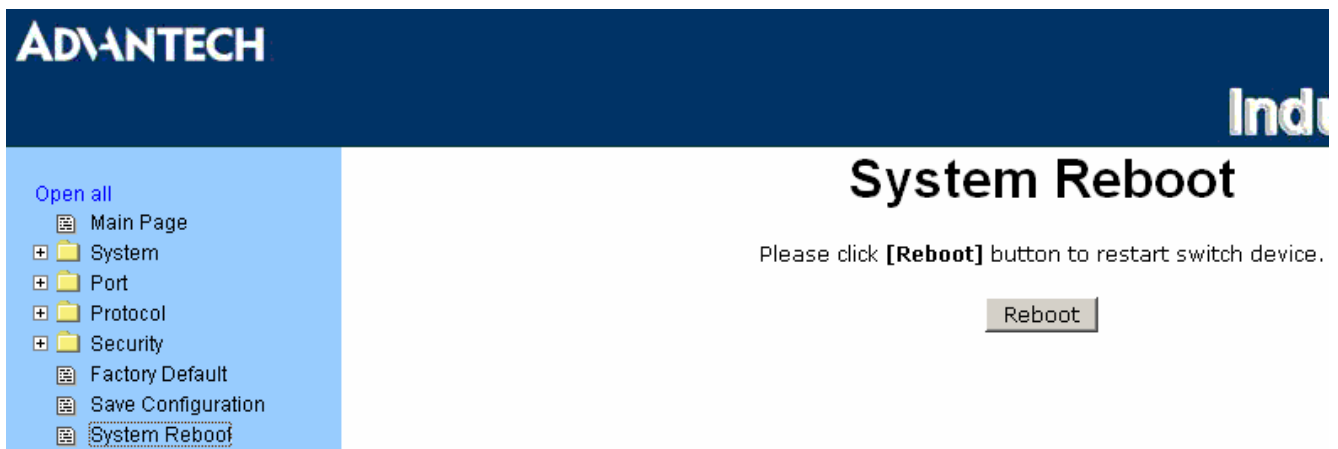 ADVANTECH
Indu
Open all
Main Page
System
Port
Protocol
Security
Factory Default
Save Configuration
System Reboot
System Reboot
Please click [Reboot] button to restart switch device.
Reboot